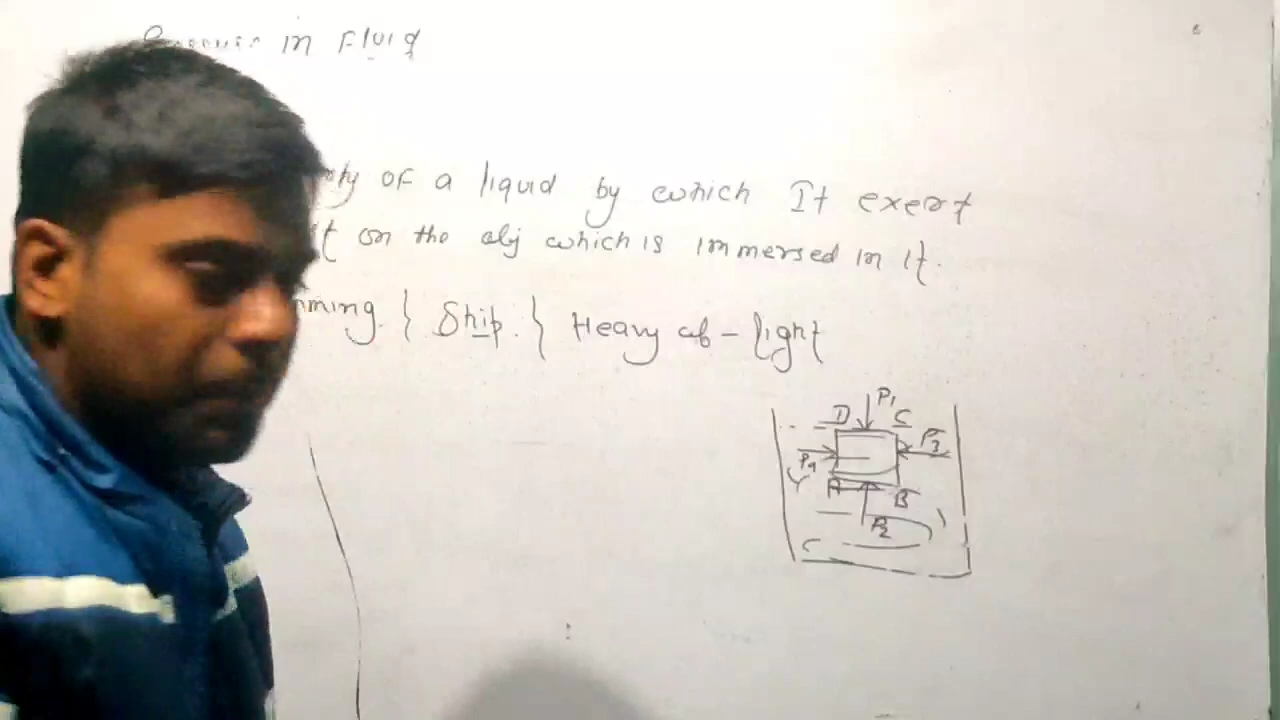 in Fluid
of a liquid by which It exert
on the obj which is immersed in it.
{ Ship. } Heavy ob - light
P1
D C
P3
P4
A B
P2